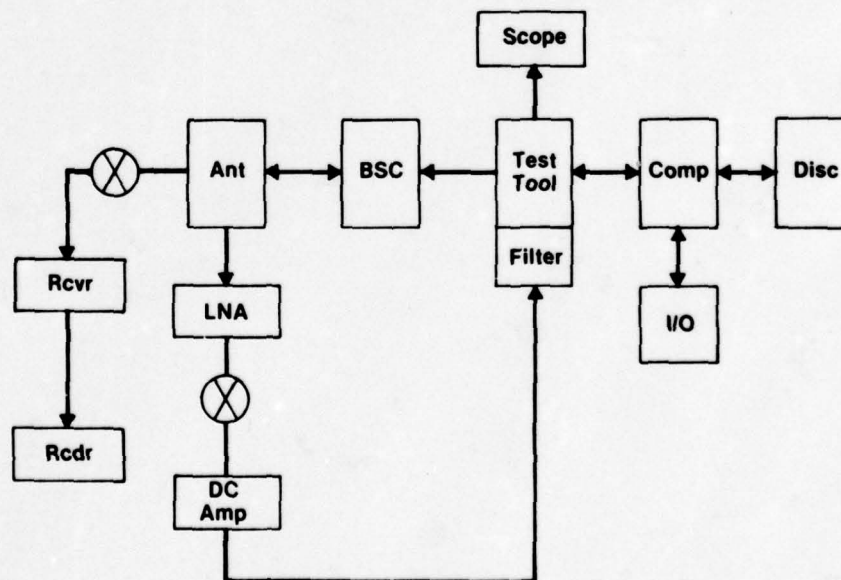 Scope
Ant
BSC
Test
Tool
Comp
Disc
Filter
Rcvr
LNA
I/O
Rcdr
DC
Amp